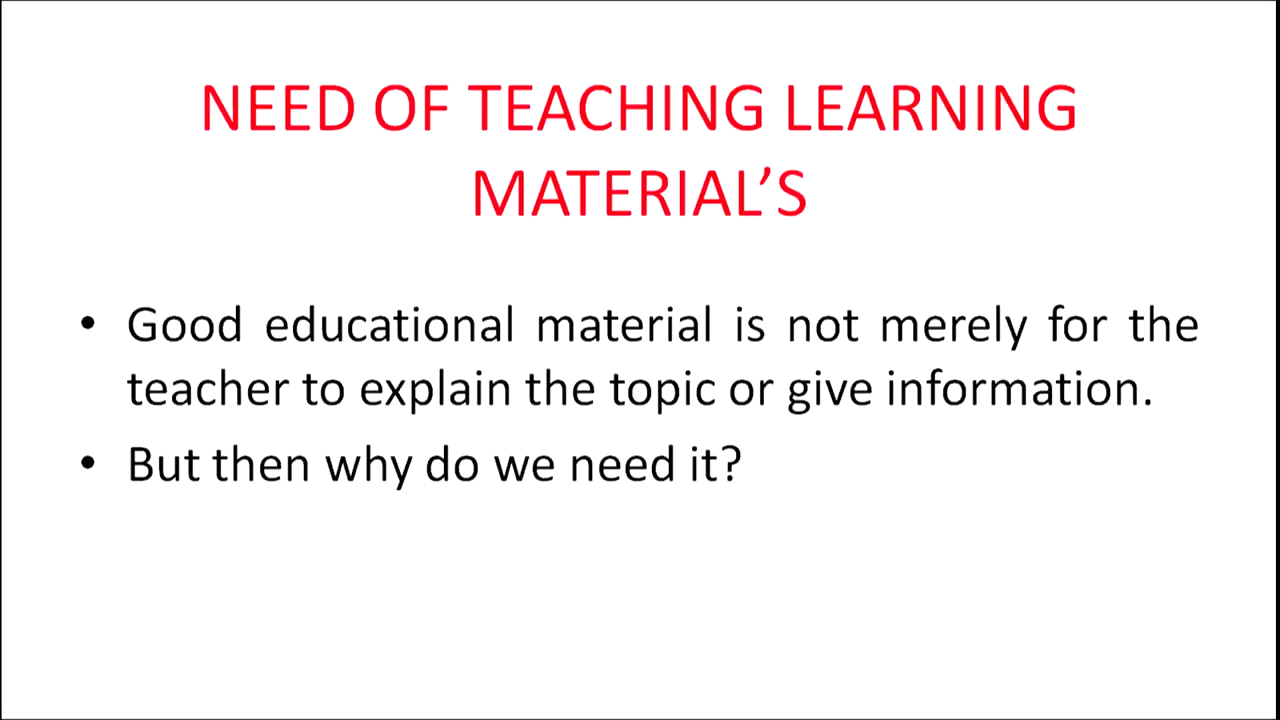 NEED OF TEACHING LEARNING
MATERIAL’S
• Good educational material is not merely for the
teacher to explain the topic or give information.
• But then why do we need it?